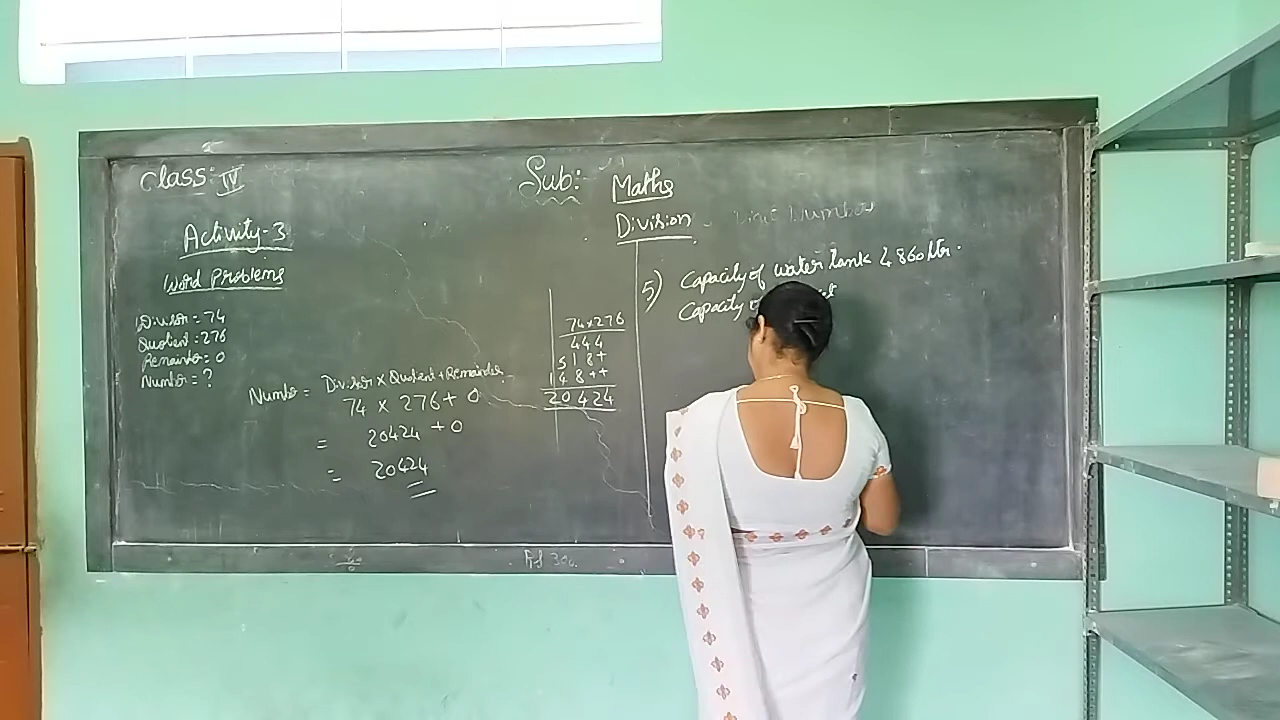 Class: IV
Sub: Maths
Division
Activity-3
Word Problems
Divisor = 74
Quotient = 276
Remainder = 0
Number = ?
Number = Divisor x Quotient + Remainder
74 x 276 + 0
= 20424 + 0
= 20424
74x276
444
518+
148++
20424
5) Capacity of water tank 4860 ltr.
Capacity